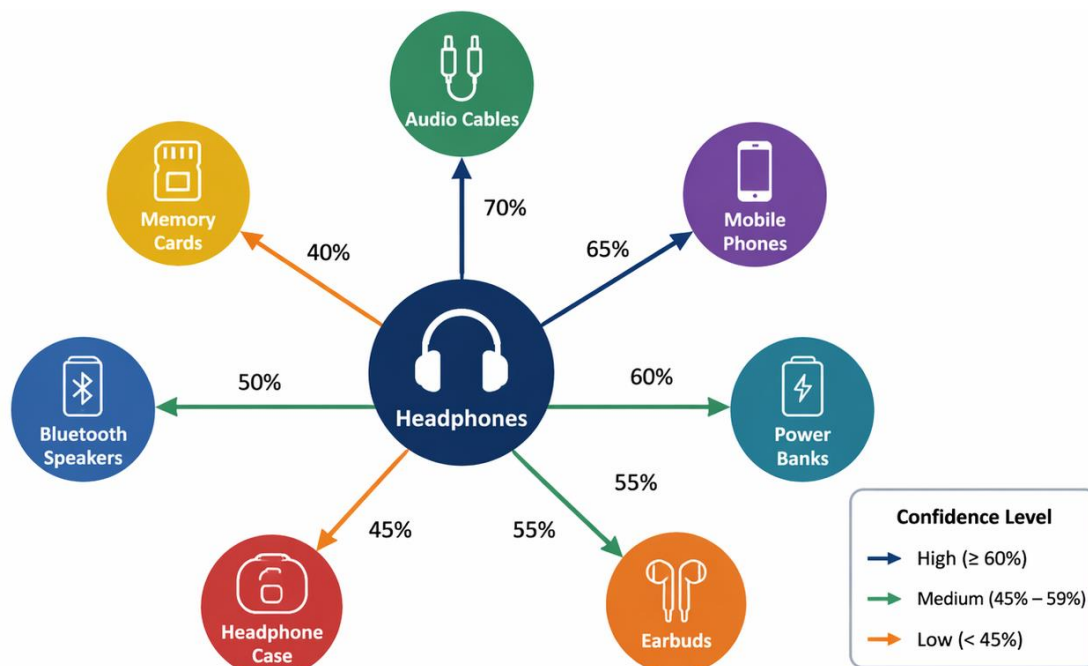 Audio Cables
70%
Memory
Cards
40%
Mobile
Phones
65%
Headphones
Bluetooth
Speakers
50%
60%
Power
Banks
45%
Headphone
Case
55%
55%
Earbuds
Confidence Level
High (≥ 60%)
Medium (45% – 59%)
Low (< 45%)